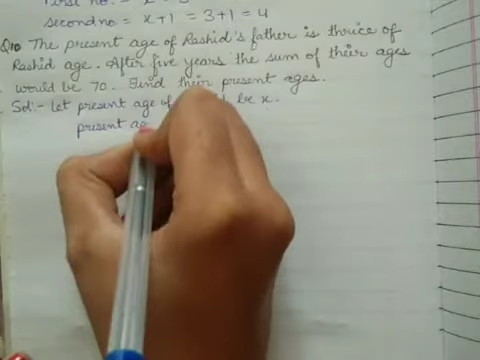 second no = x+1 = 3+1 = 4
Q10 The present age of Rashid's father is thrice of
Rashid age. After five years the sum of their ages
would be 70. Find their present ages.
Sol:- Let present age of be x.
present ag